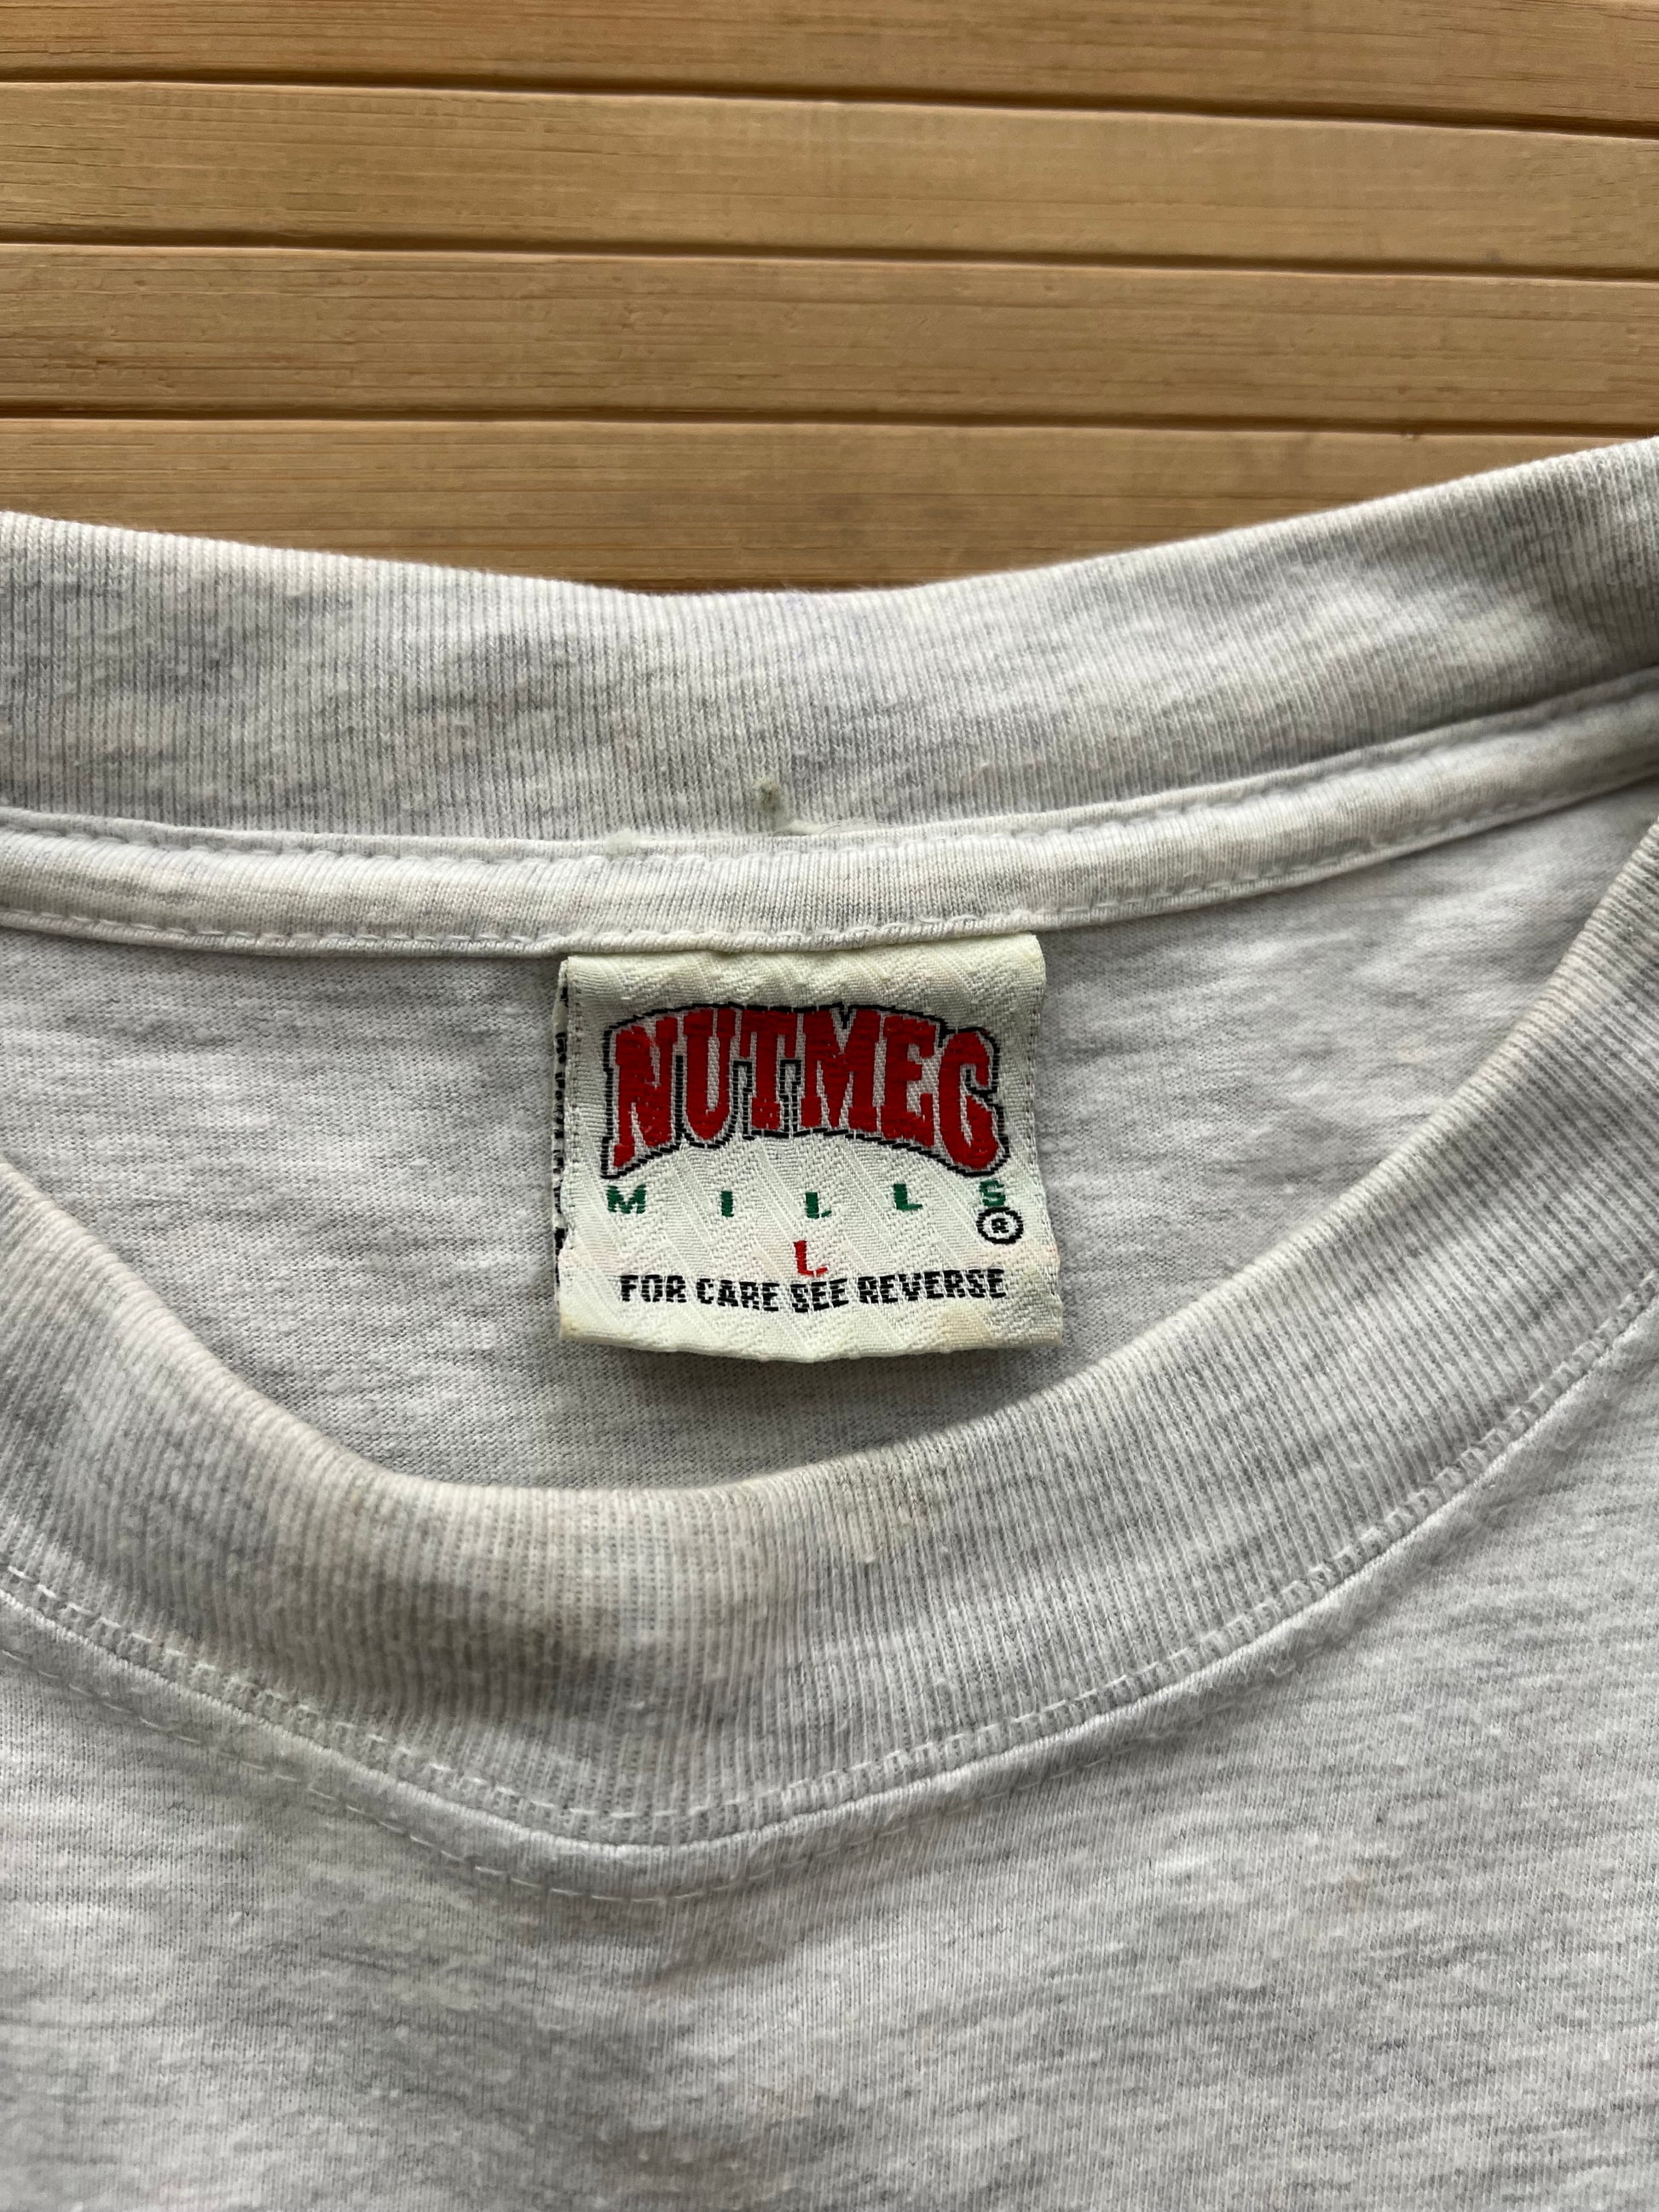 NUTMEG
MILLS®
L
FOR CARE SEE REVERSE